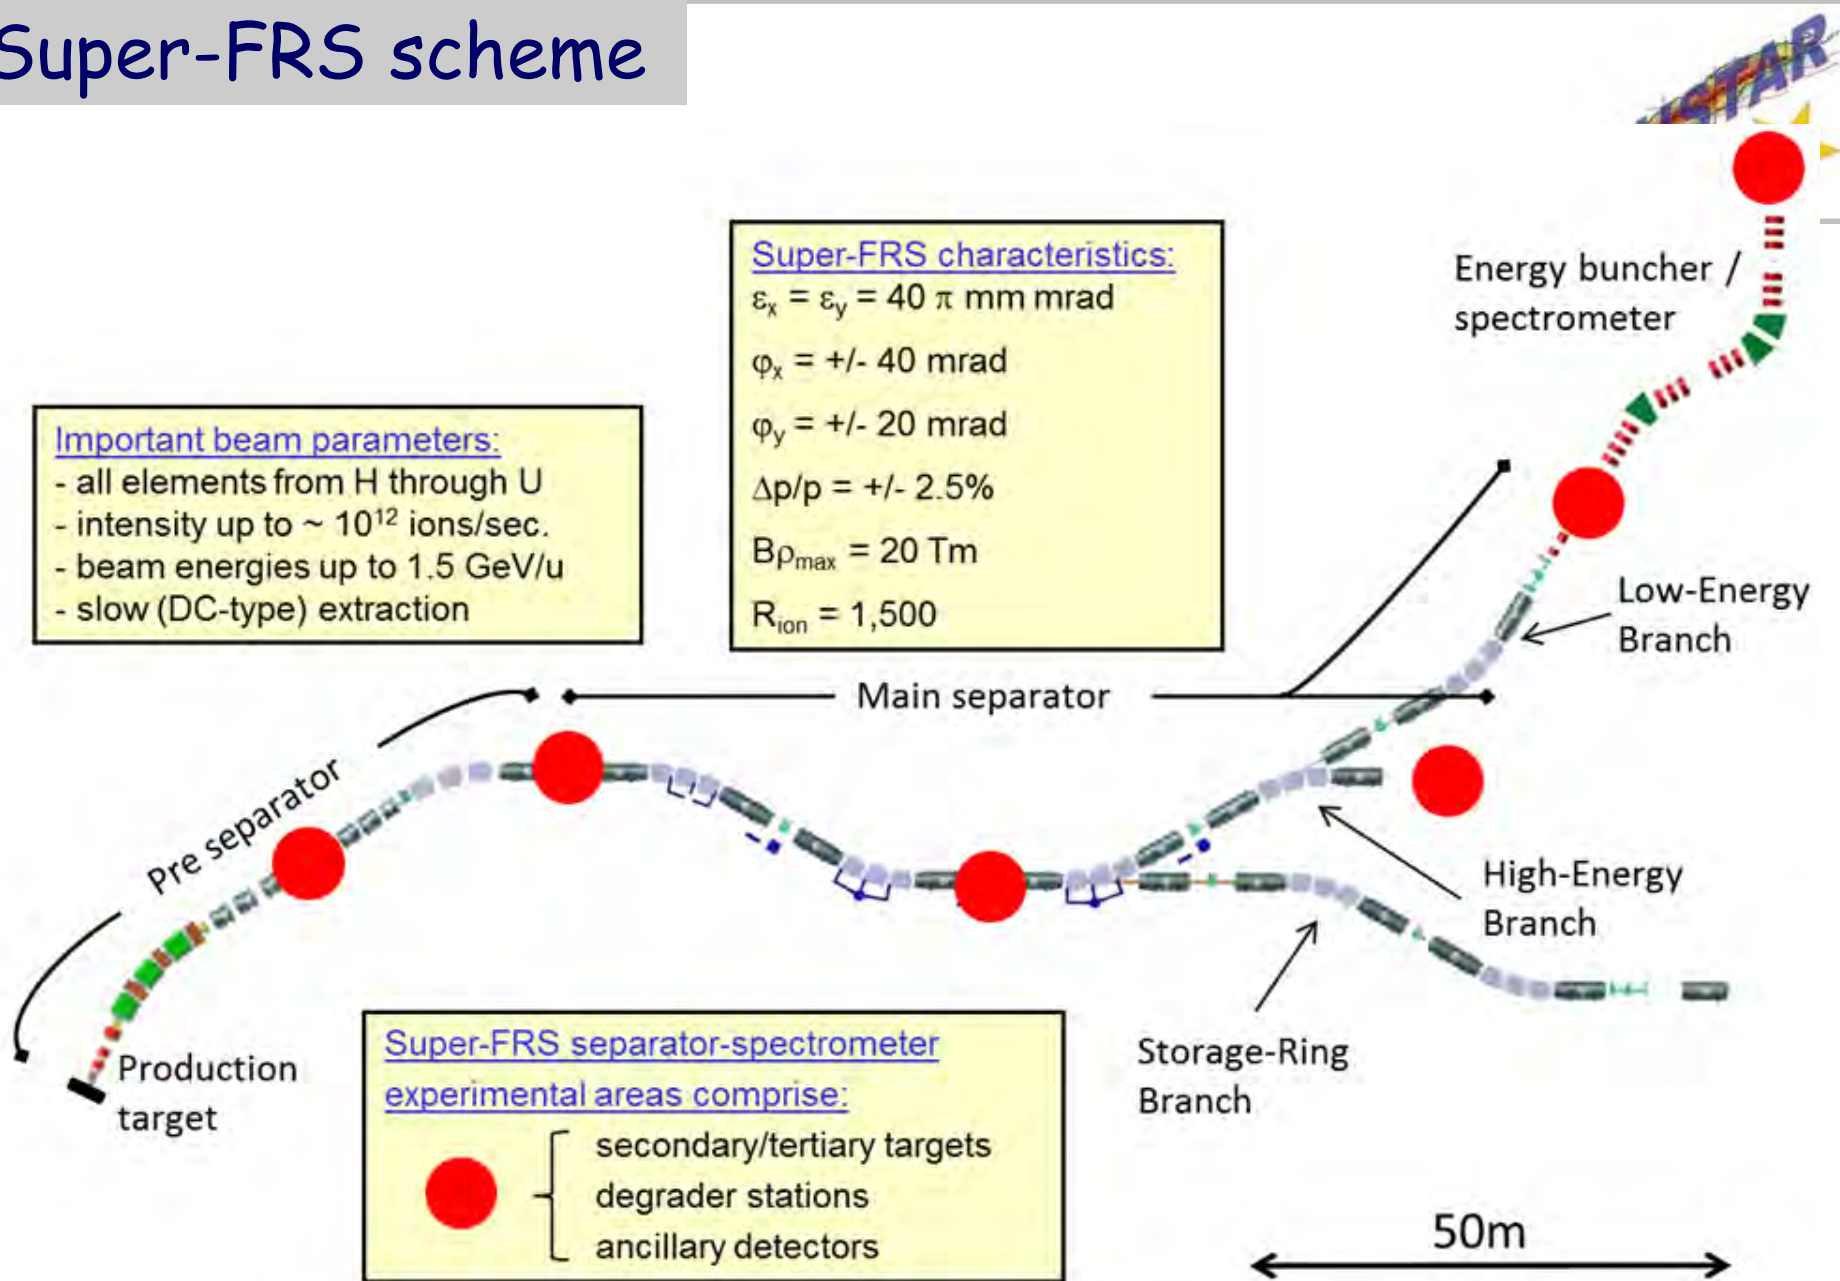 Super-FRS scheme
Super-FRS characteristics:
εx = εy = 40 π mm mrad
φx = +/- 40 mrad
φy = +/- 20 mrad
Δp/p = +/- 2.5%
Bρmax = 20 Tm
Rion = 1,500
Important beam parameters:
- all elements from H through U
- intensity up to ~ 10¹² ions/sec.
- beam energies up to 1.5 GeV/u
- slow (DC-type) extraction
Energy buncher /
spectrometer
Low-Energy
Branch
Main separator
Pre separator
High-Energy
Branch
Storage-Ring
Branch
Production
target
Super-FRS separator-spectrometer
experimental areas comprise:
secondary/tertiary targets
degrader stations
ancillary detectors
50m